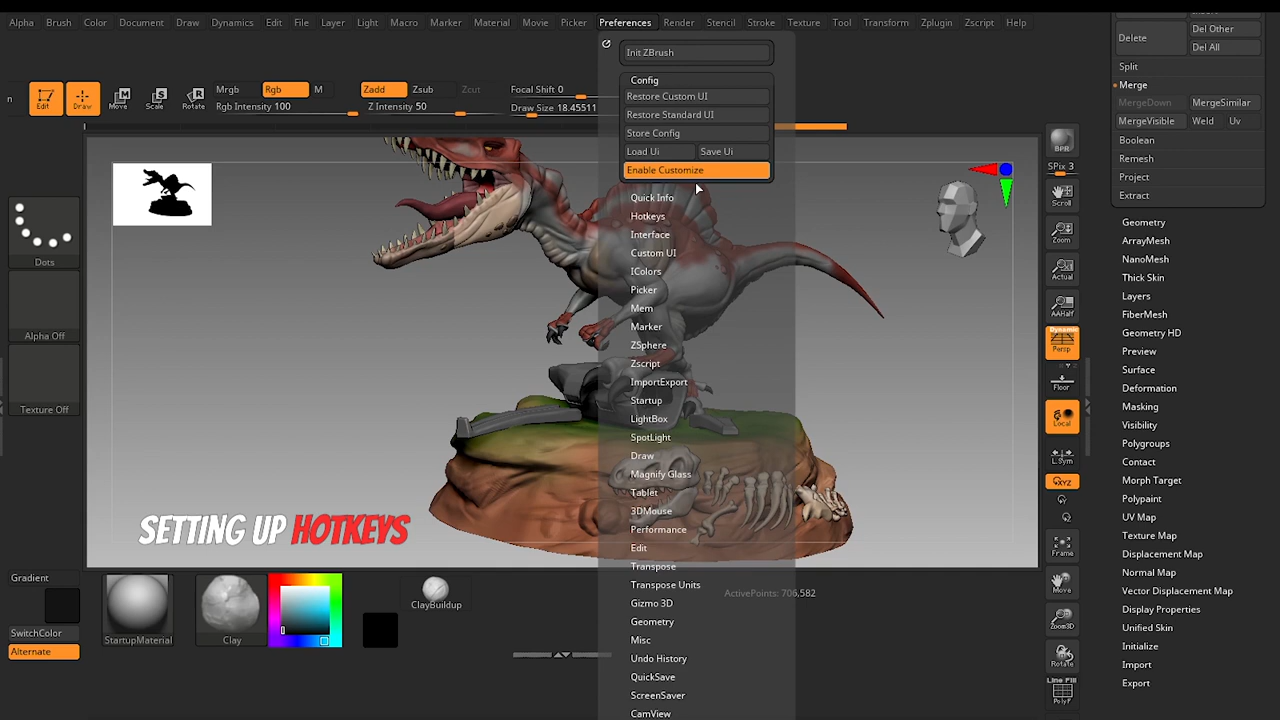 Alpha Brush Color Document Draw Dynamics Edit File Layer Light Macro Marker Material Movie Picker Preferences Render Stencil Stroke Texture Tool Transform Zplugin Zscript Help
Edit
Draw
Move
Scale
Rotate
Mrgb Rgb M
Rgb Intensity 100
Zadd Zsub Zcut
Z Intensity 50
Focal Shift 0
Draw Size 18.45511
Init ZBrush
Config
Restore Custom UI
Restore Standard UI
Store Config
Load Ui Save Ui
Enable Customize
Quick Info
Hotkeys
Interface
Custom UI
IColors
Picker
Mem
Marker
ZSphere
Zscript
ImportExport
Startup
LightBox
SpotLight
Draw
Magnify Glass
Tablet
3DMouse
Performance
Edit
Transpose
Transpose Units
Gizmo 3D
Geometry
Misc
Undo History
QuickSave
ScreenSaver
CamView
Dots
Alpha Off
Texture Off
SETTING UP HOTKEYS
Gradient
SwitchColor
Alternate
StartupMaterial
Clay
ClayBuildup
ActivePoints: 706,582
BPR
SPix 3
Scroll
Zoom
Actual
AAHalf
Dynamic
Persp
Floor
Local
L.Sym
XYZ
Frame
Move
Zoom3D
Rotate
Line Fill
PolyF
Delete
Del Other
Del All
Split
Merge
MergeDown MergeSimilar
MergeVisible Weld Uv
Boolean
Remesh
Project
Extract
Geometry
ArrayMesh
NanoMesh
Thick Skin
Layers
FiberMesh
Geometry HD
Preview
Surface
Deformation
Masking
Visibility
Polygroups
Contact
Morph Target
Polypaint
UV Map
Texture Map
Displacement Map
Normal Map
Vector Displacement Map
Display Properties
Unified Skin
Initialize
Import
Export